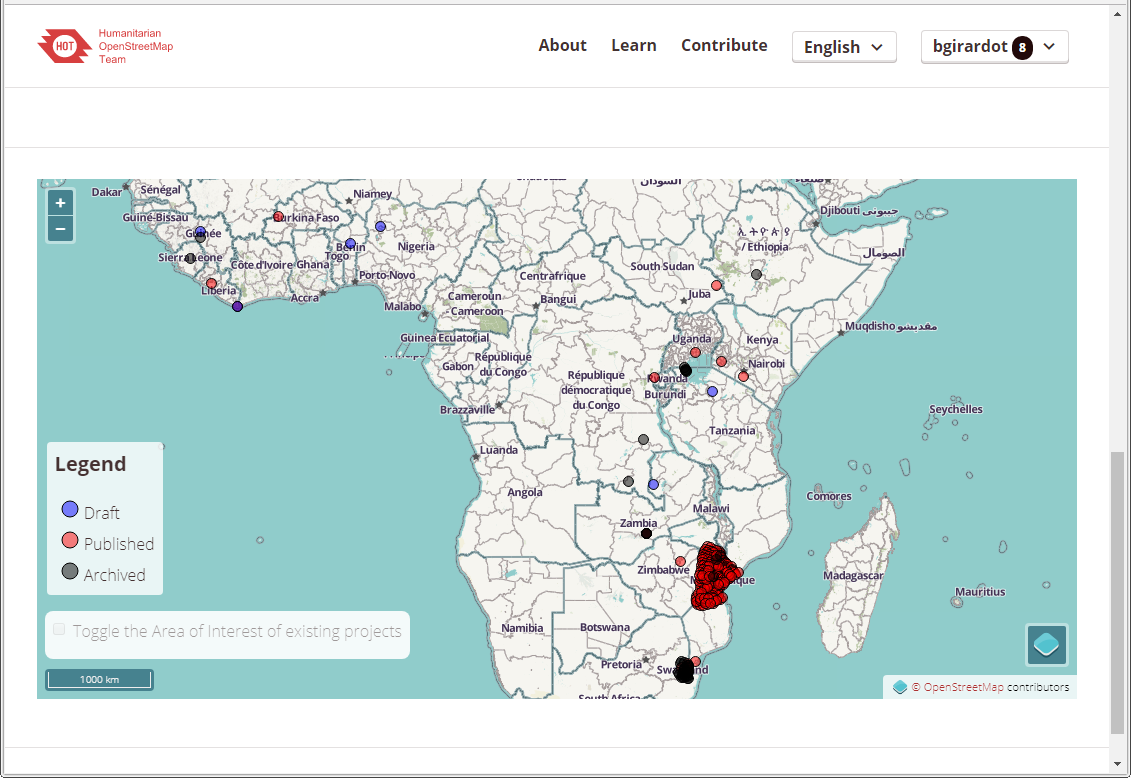 Humanitarian
OpenStreetMap
Team
HOT
About
Learn
Contribute
English
bgirardot 8
+
−
Dakar
Sénégal
Niamey
السودان
Guiné-Bissau
Burkina Faso
Djibouti جيبوتي
Guinée
Bénin
Nigeria
ኢትዮጵያ
/ Ethiopia
Sierra Leone
Côte d'Ivoire
Ghana
Togo
South Sudan
الصومال
Liberia
Porto-Novo
Centrafrique
Accra
Malabo
Cameroun
- Cameroon
Bangui
Juba
Guinea Ecuatorial
Uganda
Kenya
Muqdisho مقديشو
Gabon
République
du Congo
République
démocratique
du Congo
Rwanda
Burundi
Nairobi
Brazzaville
Seychelles
Tanzania
Luanda
Legend
Draft
Published
Archived
Angola
Malawi
Comores
Zambia
Zimbabwe
Madagascar
Mauritius
Namibia
Botswana
Toggle the Area of Interest of existing projects
Pretoria
1000 km
© OpenStreetMap contributors
South Africa